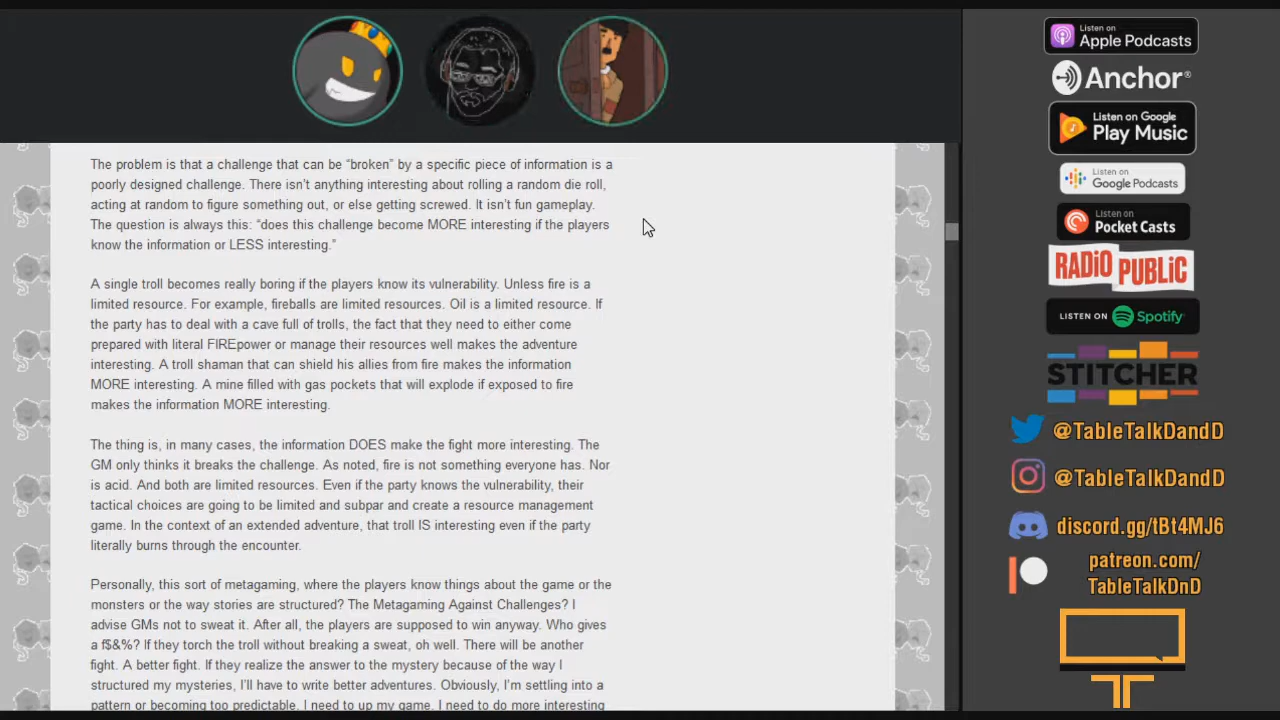 The problem is that a challenge that can be “broken” by a specific piece of information is a
poorly designed challenge. There isn’t anything interesting about rolling a random die roll,
acting at random to figure something out, or else getting screwed. It isn’t fun gameplay.
The question is always this: “does this challenge become MORE interesting if the players
know the information or LESS interesting.”
A single troll becomes really boring if the players know its vulnerability. Unless fire is a
limited resource. For example, fireballs are limited resources. Oil is a limited resource. If
the party has to deal with a cave full of trolls, the fact that they need to either come
prepared with literal FIREpower or manage their resources well makes the adventure
interesting. A troll shaman that can shield his allies from fire makes the information
MORE interesting. A mine filled with gas pockets that will explode if exposed to fire
makes the information MORE interesting.
The thing is, in many cases, the information DOES make the fight more interesting. The
GM only thinks it breaks the challenge. As noted, fire is not something everyone has. Nor
is acid. And both are limited resources. Even if the party knows the vulnerability, their
tactical choices are going to be limited and subpar and create a resource management
game. In the context of an extended adventure, that troll IS interesting even if the party
literally burns through the encounter.
Personally, this sort of metagaming, where the players know things about the game or the
monsters or the way stories are structured? The Metagaming Against Challenges? I
advise GMs not to sweat it. After all, the players are supposed to win anyway. Who gives
a f$&%? If they torch the troll without breaking a sweat, oh well. There will be another
fight. A better fight. If they realize the answer to the mystery because of the way I
structured my mysteries, I’ll have to write better adventures. Obviously, I’m settling into a
pattern or becoming too predictable. I need to up my game. I need to do more interesting
Listen on
Apple Podcasts
Anchor®
Listen on Google
Play Music
Listen on
Google Podcasts
Listen on
Pocket Casts
RADiO PUBLiC
LISTEN ON Spotify®
STITCHER
@TableTalkDandD
@TableTalkDandD
discord.gg/tBt4MJ6
patreon.com/
TableTalkDnD